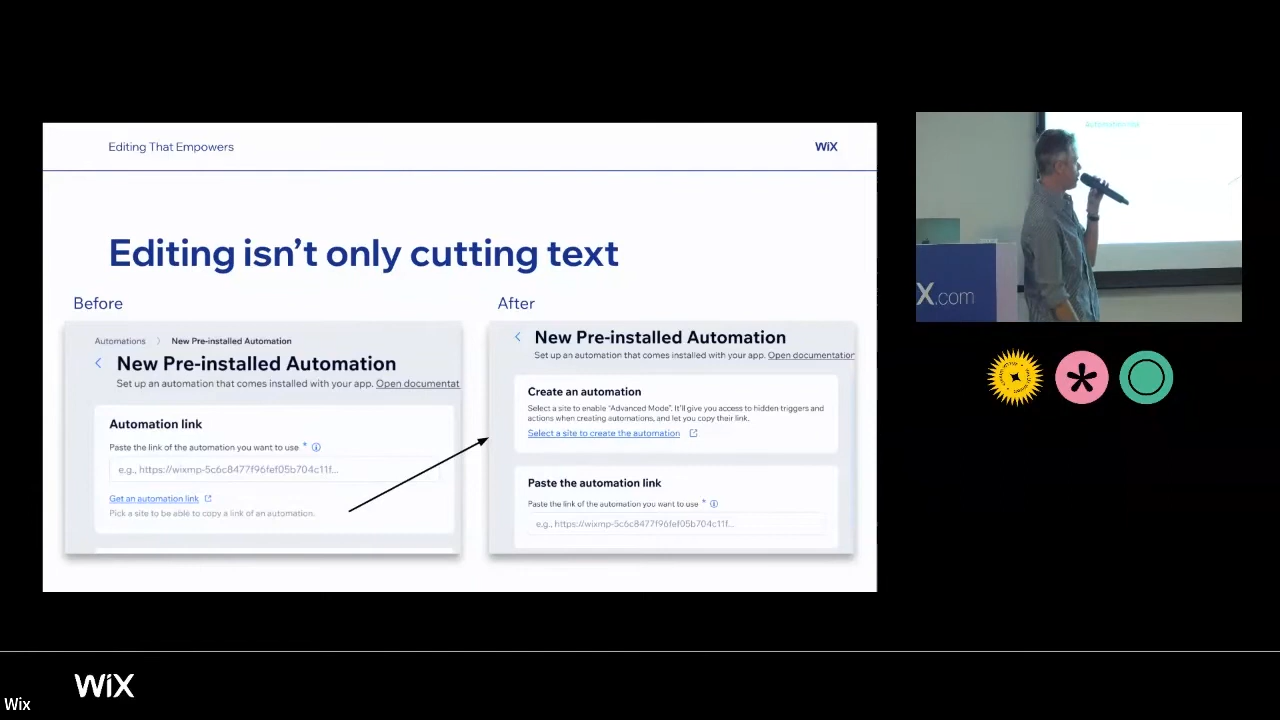 Editing That Empowers
WiX
Editing isn't only cutting text
Before
Automations > New Pre-installed Automation
< New Pre-installed Automation
Set up an automation that comes installed with your app. Open documentat
Automation link
Paste the link of the automation you want to use *
e.g., https://wixmp-5c6c8477f96fef05b704c11f...
Get an automation link
Pick a site to be able to copy a link of an automation.
After
< New Pre-installed Automation
Set up an automation that comes installed with your app. Open documentation
Create an automation
Select a site to enable "Advanced Mode". It'll give you access to hidden triggers and
actions when creating automations, and let you copy their link.
Select a site to create the automation
Paste the automation link
Paste the link of the automation you want to use *
e.g., https://wixmp-5c6c8477f96fef05b704c11f...
X.com
WiX
Wix